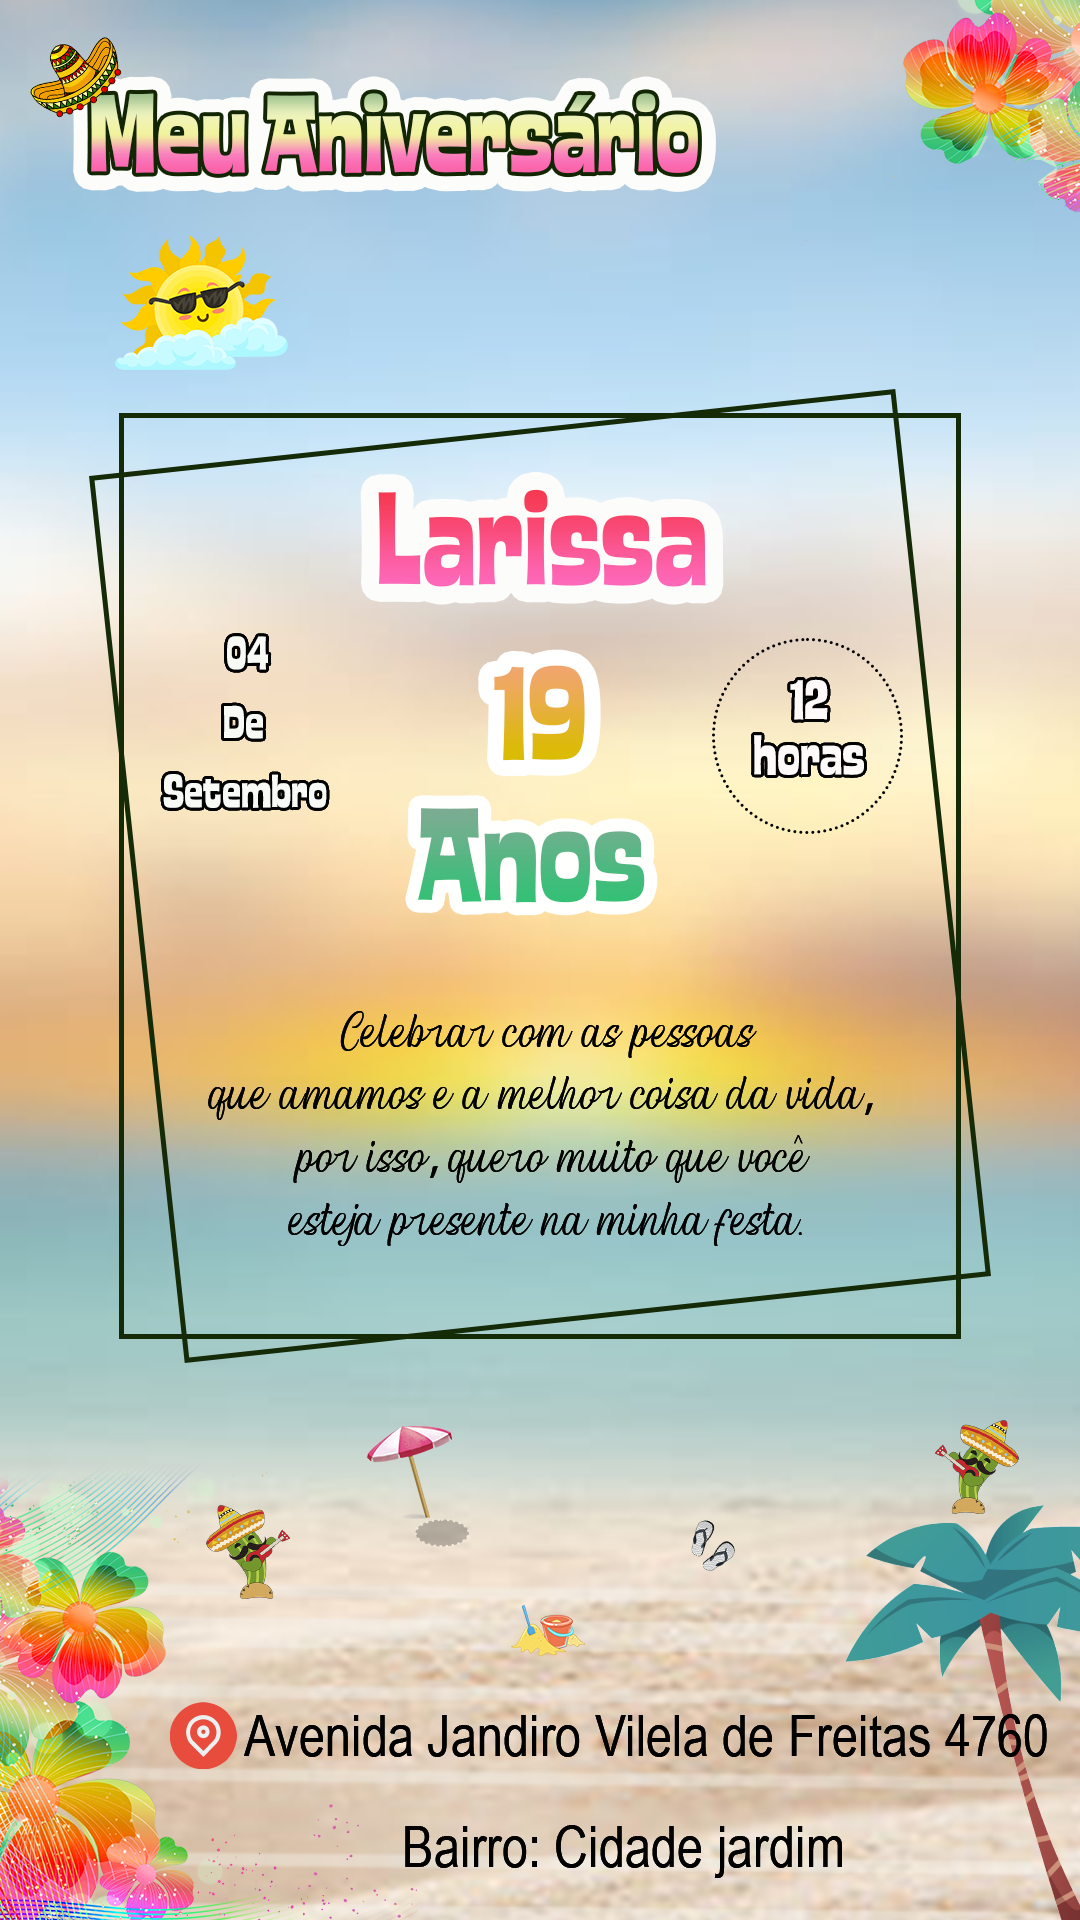 Meu Aniversário
Larissa
04
De
Setembro
19
12
horas
Anos
Celebrar com as pessoas
que amamos e a melhor coisa da vida,
por isso, quero muito que você
esteja presente na minha festa.
Avenida Jandiro Vilela de Freitas 4760
Bairro: Cidade jardim